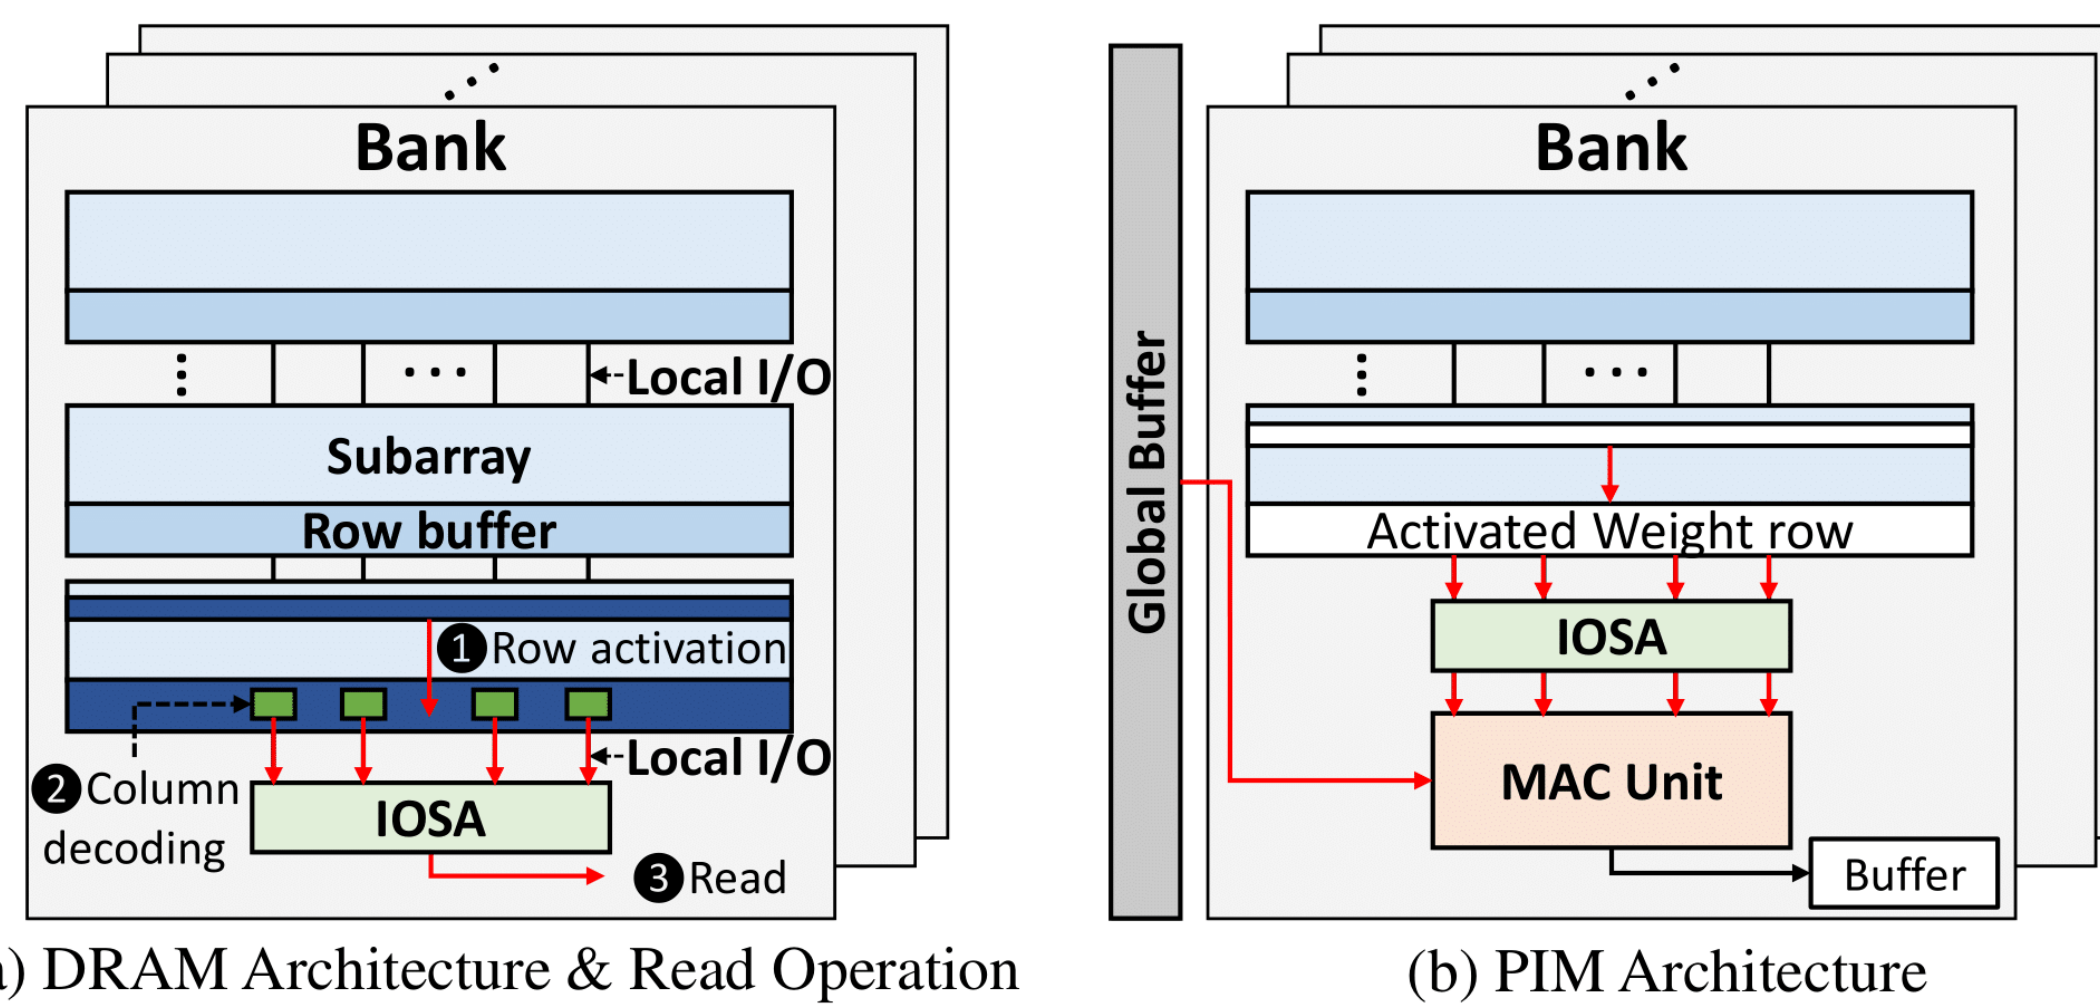 Bank
Local I/O
Subarray
Row buffer
1 Row activation
Local I/O
2 Column
decoding
IOSA
3 Read
) DRAM Architecture & Read Operation
Global Buffer
Bank
Activated Weight row
IOSA
MAC Unit
Buffer
(b) PIM Architecture